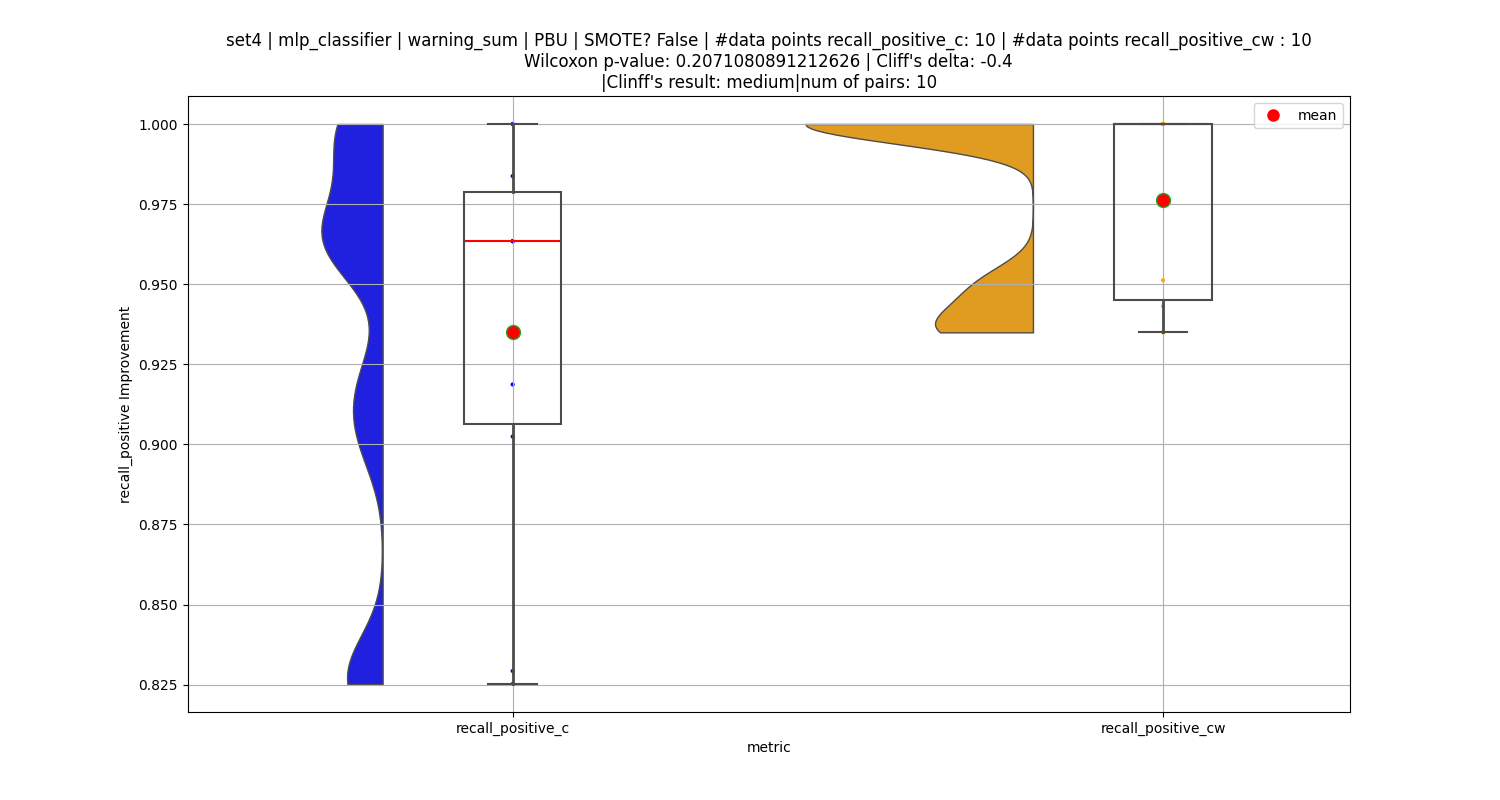 set4 | mlp_classifier | warning_sum | PBU | SMOTE? False | #data points recall_positive_c: 10 | #data points recall_positive_cw : 10
Wilcoxon p-value: 0.2071080891212626 | Cliff's delta: -0.4
|Clinff's result: medium|num of pairs: 10
mean
1.000
0.975
0.950
0.925
0.900
0.875
0.850
0.825
recall_positive Improvement
recall_positive_c
recall_positive_cw
metric